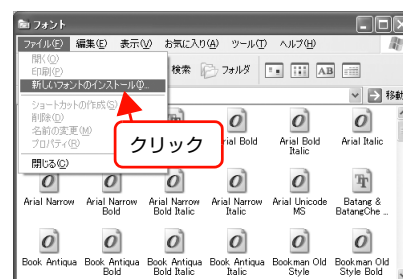 フォント
ファイル(F) 編集(E) 表示(V) お気に入り(A) ツール(T) ヘルプ(H)
開く(O)
印刷(P)
新しいフォントのインストール(I)...
ショートカットの作成(S)
削除(D)
名前の変更(M)
プロパティ(R)
閉じる(C)
検索 フォルダ
AB
移動
クリック
rial Bold
Arial Bold Italic
Arial Italic
Arial Narrow
Arial Narrow Bold
Arial Narrow Bold Italic
Arial Narrow Italic
Arial Unicode MS
Batang & BatangChe ...
Book Antiqua
Book Antiqua Bold
Book Antiqua Bold Italic
Book Antiqua Italic
Bookman Old Style
Bookman Old Style Bold